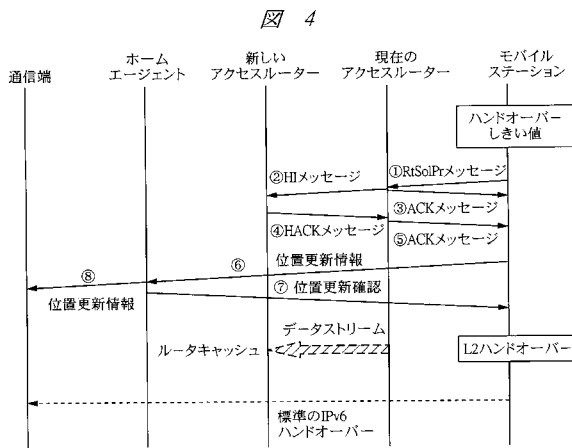 図 4
通信端
ホーム
エージェント
新しい
アクセスルーター
現在の
アクセスルーター
モバイル
ステーション
ハンドオーバー
しきい値
①RtSolPrメッセージ
②HIメッセージ
③ACKメッセージ
④HACKメッセージ
⑤ACKメッセージ
位置更新情報
⑥
⑧
⑦ 位置更新確認
位置更新情報
データストリーム
ルータキャッシュ
L2ハンドオーバー
標準のIPv6
ハンドオーバー